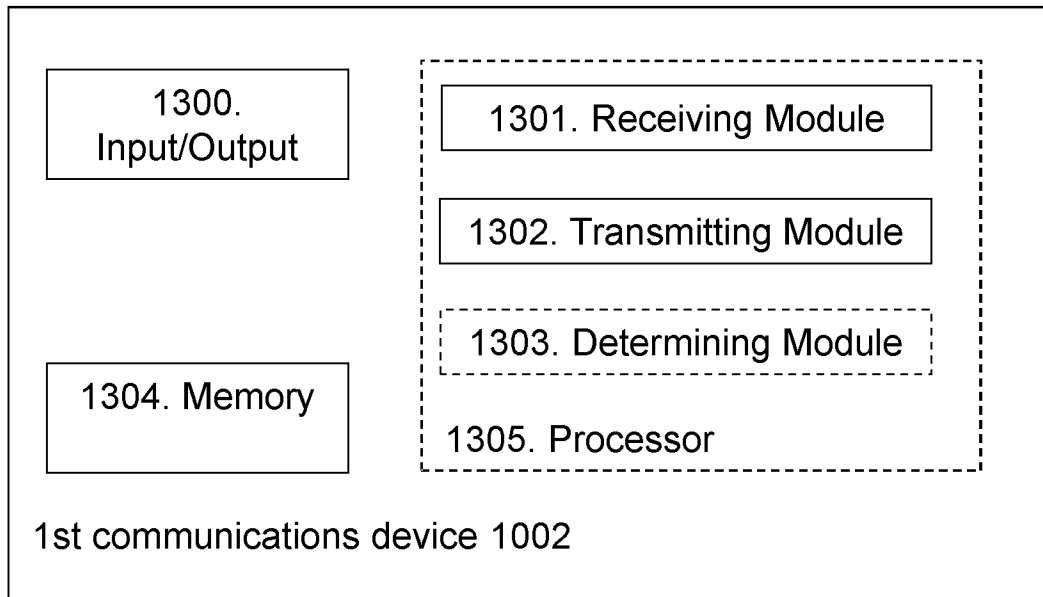 1300.
Input/Output
1301. Receiving Module
1302. Transmitting Module
1303. Determining Module
1304. Memory
1305. Processor
1st communications device 1002